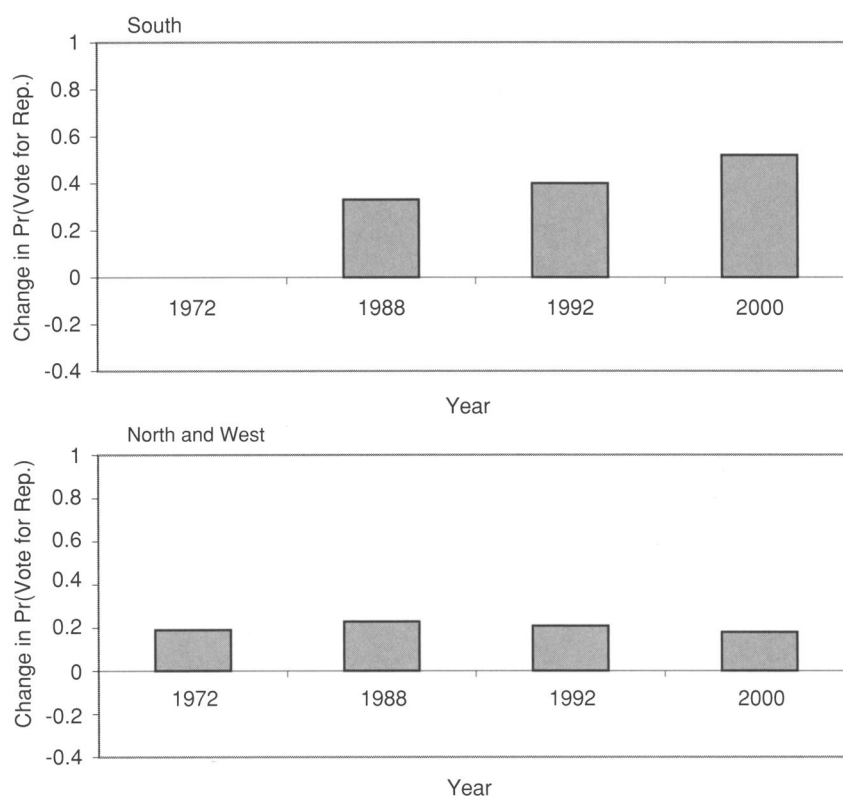 South
Change in Pr(Vote for Rep.)
1
0.8
0.6
0.4
0.2
0
-0.2
-0.4
1972 1988 1992 2000
Year
North and West
Change in Pr(Vote for Rep.)
1
0.8
0.6
0.4
0.2
0
-0.2
-0.4
1972 1988 1992 2000
Year